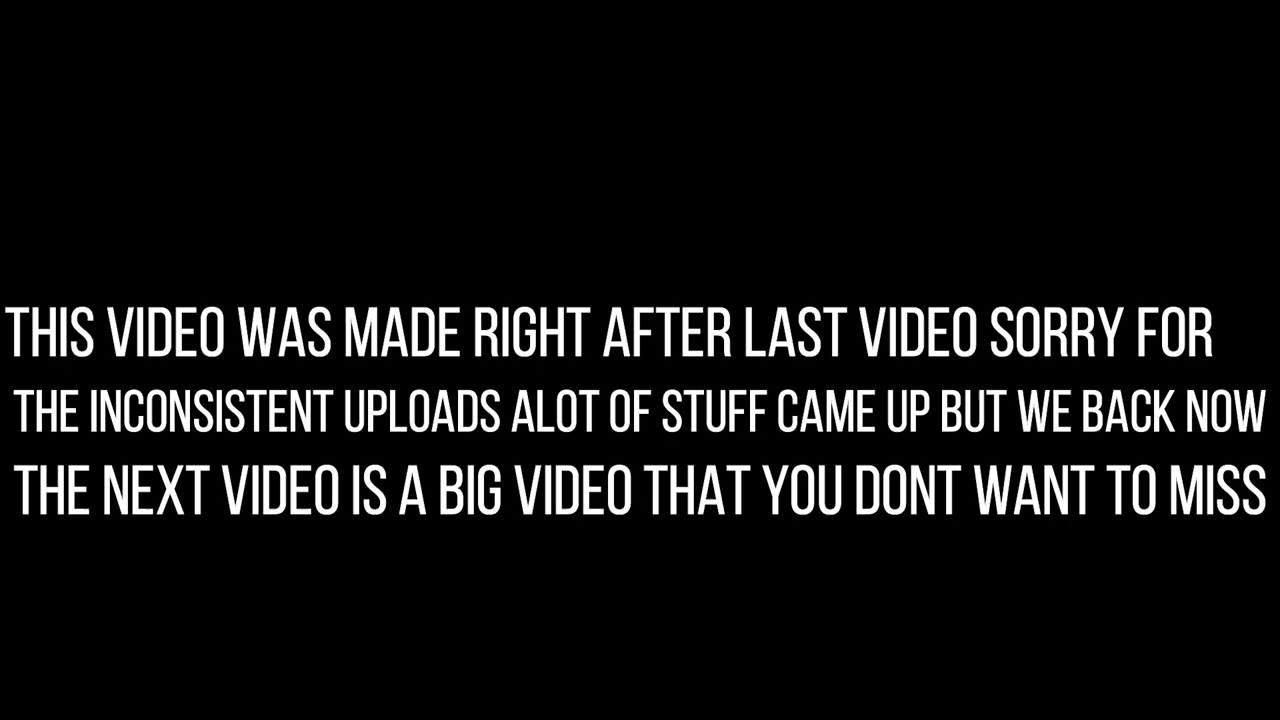 THIS VIDEO WAS MADE RIGHT AFTER LAST VIDEO SORRY FOR
THE INCONSISTENT UPLOADS ALOT OF STUFF CAME UP BUT WE BACK NOW
THE NEXT VIDEO IS A BIG VIDEO THAT YOU DONT WANT TO MISS